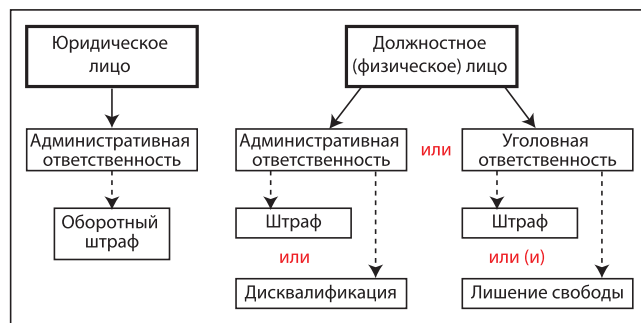 Юридическое
лицо
Должностное
(физическое) лицо
Административная
ответственность
Административная
ответственность
или
Уголовная
ответственность
Оборотный
штраф
Штраф
Штраф
или
или (и)
Дисквалификация
Лишение свободы